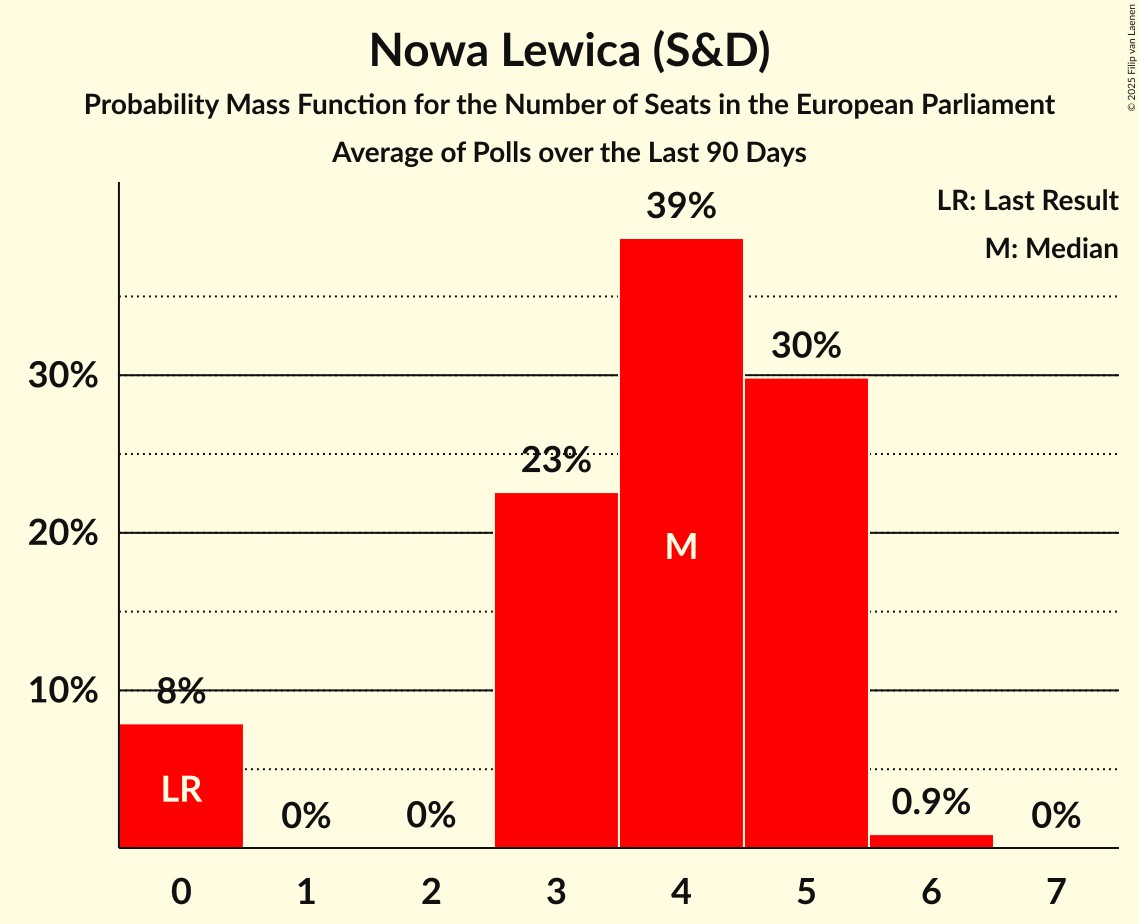 Nowa Lewica (S&D)
Probability Mass Function for the Number of Seats in the European Parliament
Average of Polls over the Last 90 Days
© 2025 Filip van Laenen
LR: Last Result
M: Median
39%
30%
30%
23%
20%
M
10%
8%
LR
0%
0%
0.9%
0%
0 1 2 3 4 5 6 7